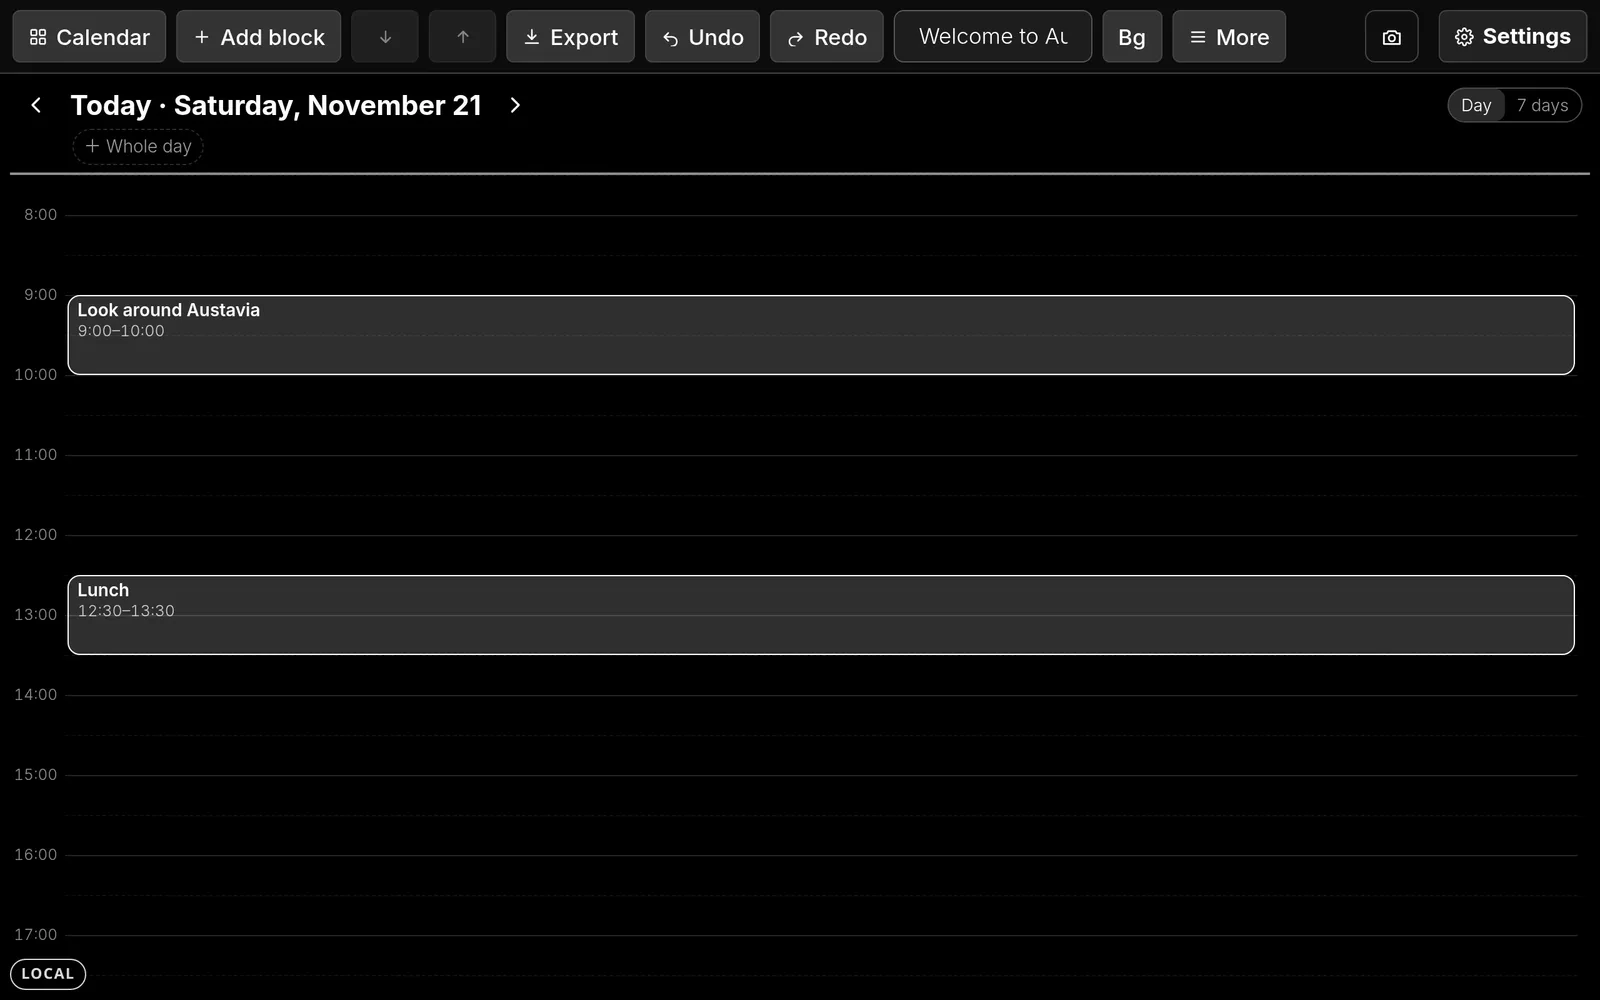 Calendar
Add block
Export
Undo
Redo
Welcome to Au
Bg
More
Settings
Today · Saturday, November 21
Day
7 days
+ Whole day
8:00
9:00
Look around Austavia
9:00–10:00
10:00
11:00
12:00
Lunch
12:30–13:30
13:00
14:00
15:00
16:00
17:00
LOCAL